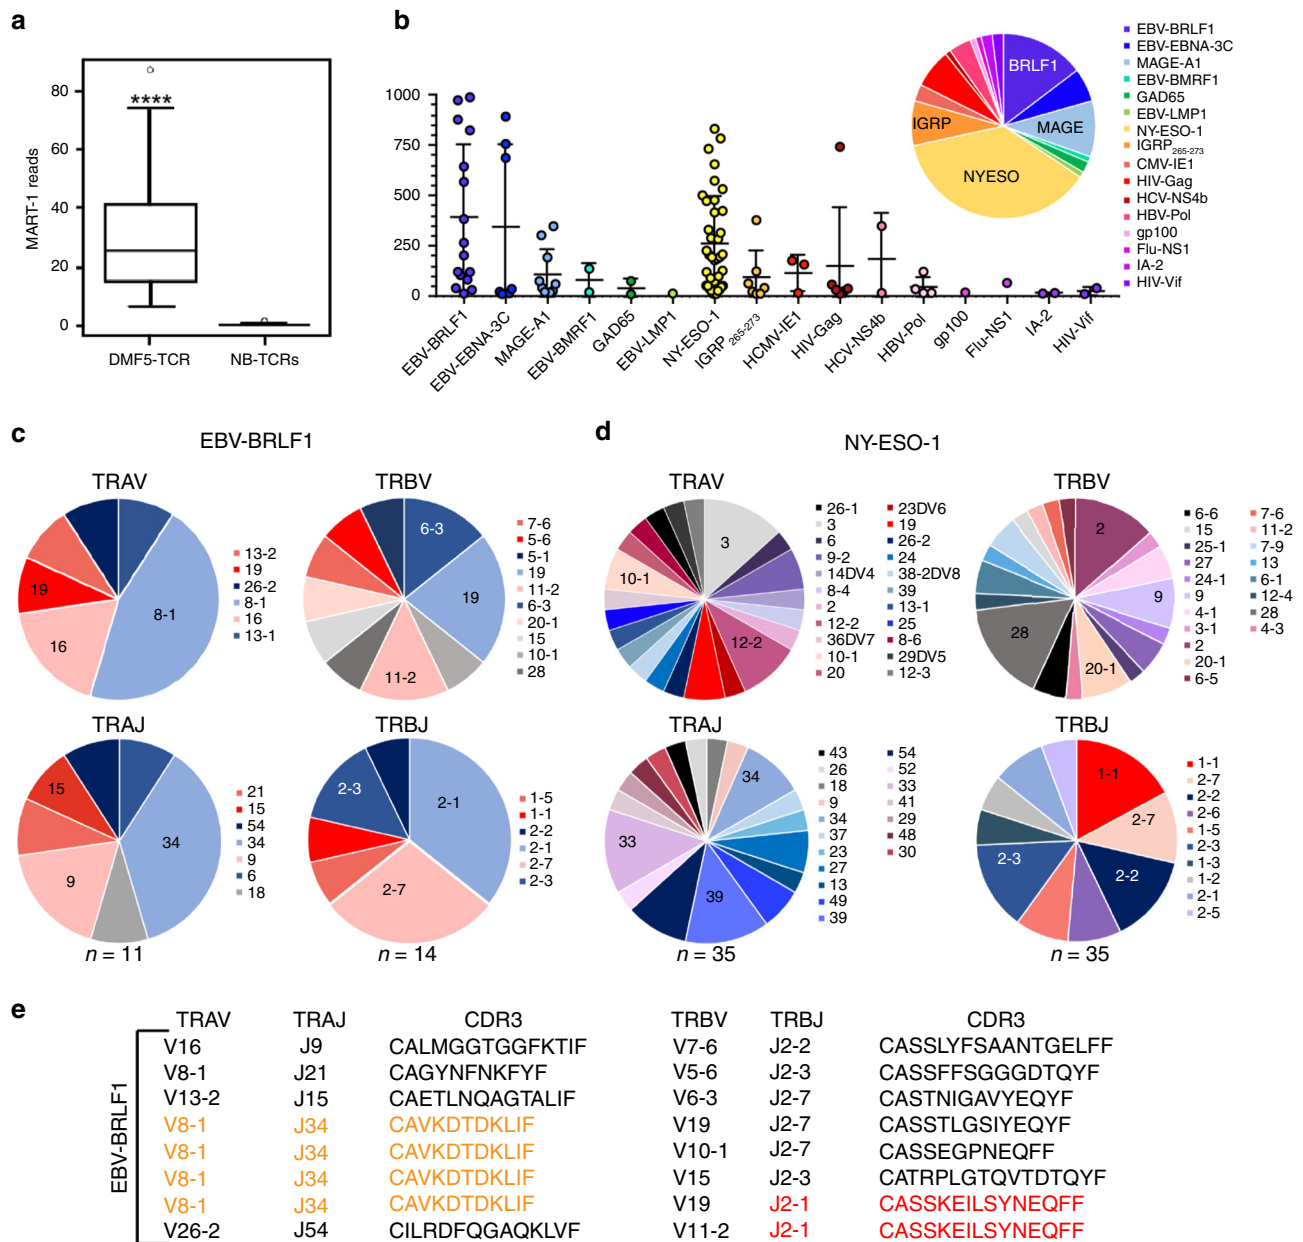 a
MART-1 reads
80
60
40
20
0
****
DMF5-TCR
NB-TCRs
b
1000
750
500
250
0
EBV-BRLF1
EBV-EBNA-3C
MAGE-A1
EBV-BMRF1
GAD65
EBV-LMP1
NY-ESO-1
IGRP 265-273
HCMV-IE1
HIV-Gag
HCV-NS4b
HBV-Pol
gp100
Flu-NS1
IA-2
HIV-Vif
BRLF1
MAGE
NYESO
IGRP
EBV-BRLF1
EBV-EBNA-3C
MAGE-A1
EBV-BMRF1
GAD65
EBV-LMP1
NY-ESO-1
IGRP265-273
CMV-IE1
HIV-Gag
HCV-NS4b
HBV-Pol
gp100
Flu-NS1
IA-2
HIV-Vif
c
EBV-BRLF1
TRAV
8-1
16
19
13-2
19
26-2
8-1
16
13-1
TRBV
6-3
19
11-2
7-6
5-6
5-1
19
11-2
6-3
20-1
15
10-1
28
TRAJ
15
34
9
21
15
54
34
9
6
18
n = 11
TRBJ
2-3
2-1
2-7
1-5
1-1
2-2
2-1
2-7
2-3
n = 14
d
NY-ESO-1
TRAV
3
10-1
12-2
26-1
3
6
9-2
14DV4
8-4
2
12-2
36DV7
10-1
20
23DV6
19
26-2
24
38-2DV8
39
13-1
25
8-6
29DV5
12-3
TRBV
2
9
28
20-1
6-6
15
25-1
27
24-1
9
4-1
3-1
2
20-1
6-5
7-6
11-2
7-9
13
6-1
12-4
28
4-3
TRAJ
34
33
39
43
26
18
9
34
37
23
27
13
49
39
54
52
33
41
29
48
30
n = 35
TRBJ
1-1
2-7
2-3
2-2
1-1
2-7
2-2
2-6
1-5
2-3
1-3
1-2
2-1
2-5
n = 35
e
EBV-BRLF1
TRAV TRAJ CDR3 TRBV TRBJ CDR3
V16 J9 CALMGGTGGFKTIF V7-6 J2-2 CASSLYFSAANTGELFF
V8-1 J21 CAGYNFNKFYF V5-6 J2-3 CASSFFSGGGDTQYF
V13-2 J15 CAETLNQAGTALIF V6-3 J2-7 CASTNIGAVYEQYF
V8-1 J34 CAVKDTDKLIF V19 J2-7 CASSTLGSIYEQYF
V8-1 J34 CAVKDTDKLIF V10-1 J2-7 CASSEGPNEQFF
V8-1 J34 CAVKDTDKLIF V15 J2-3 CATRPLGTQVTDTQYF
V8-1 J34 CAVKDTDKLIF V19 J2-1 CASSKEILSYNEQFF
V26-2 J54 CILRDFQGAQKLVF V11-2 J2-1 CASSKEILSYNEQFF